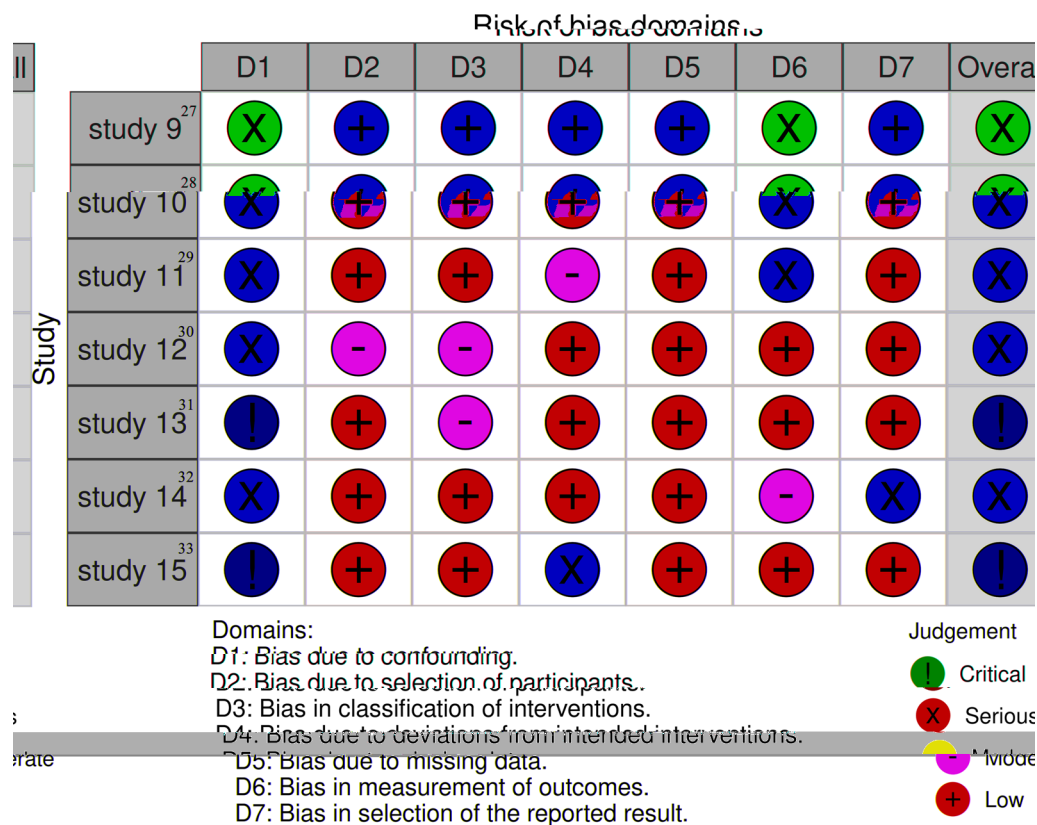 Risk of bias domains
ll D1 D2 D3 D4 D5 D6 D7 Overa
study 9 27 X + + + + X + X
study 10 28 X + + + + X + X
study 11 29 X + + - + X + X
study 12 30 X - - + + + + X
study 13 31 ! + - + + + + !
study 14 32 X + + + + - X X
study 15 33 ! + + X + + + !
Study
Domains:
D1: Bias due to confounding.
D2: Bias due to selection of participants.
D3: Bias in classification of interventions.
D4: Bias due to deviations from intended interventions.
D5: Bias due to missing data.
D6: Bias in measurement of outcomes.
D7: Bias in selection of the reported result.
Judgement
! Critical
X Serious
- Mode
+ Low
s
erate